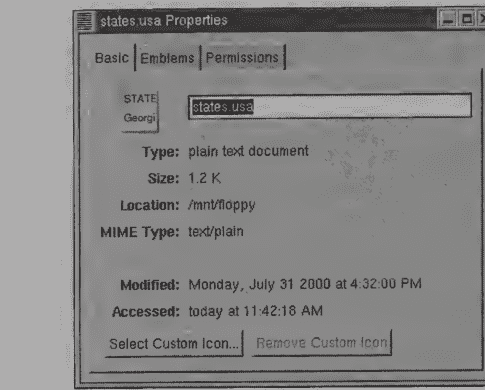 states.usa Properties
Basic Emblems Permissions
STATE
Georgi
states.usa
Type: plain text document
Size: 1.2 K
Location: /mnt/floppy
MIME Type: text/plain
Modified: Monday, July 31 2000 at 4:32:00 PM
Accessed: today at 11:42:18 AM
Select Custom Icon... Remove Custom Icon